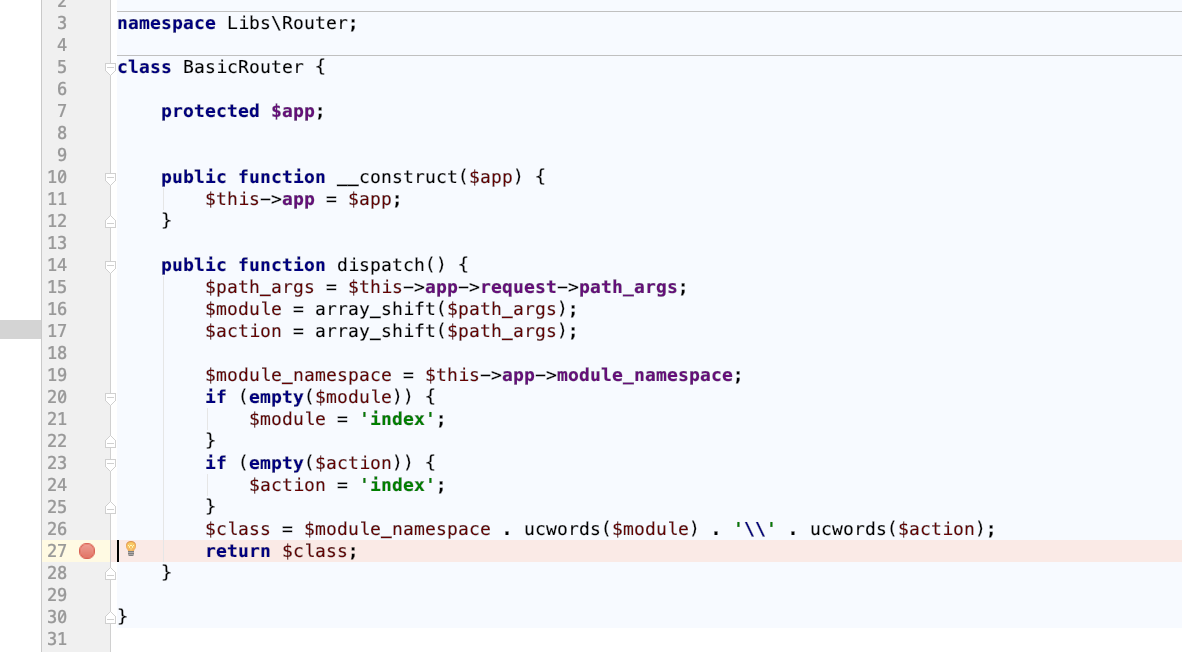 2
3 namespace Libs\Router;
4
5 class BasicRouter {
6
7 protected $app;
8
9
10 public function __construct($app) {
11 $this->app = $app;
12 }
13
14 public function dispatch() {
15 $path_args = $this->app->request->path_args;
16 $module = array_shift($path_args);
17 $action = array_shift($path_args);
18
19 $module_namespace = $this->app->module_namespace;
20 if (empty($module)) {
21 $module = 'index';
22 }
23 if (empty($action)) {
24 $action = 'index';
25 }
26 $class = $module_namespace . ucwords($module) . '\\' . ucwords($action);
27 return $class;
28 }
29
30 }
31